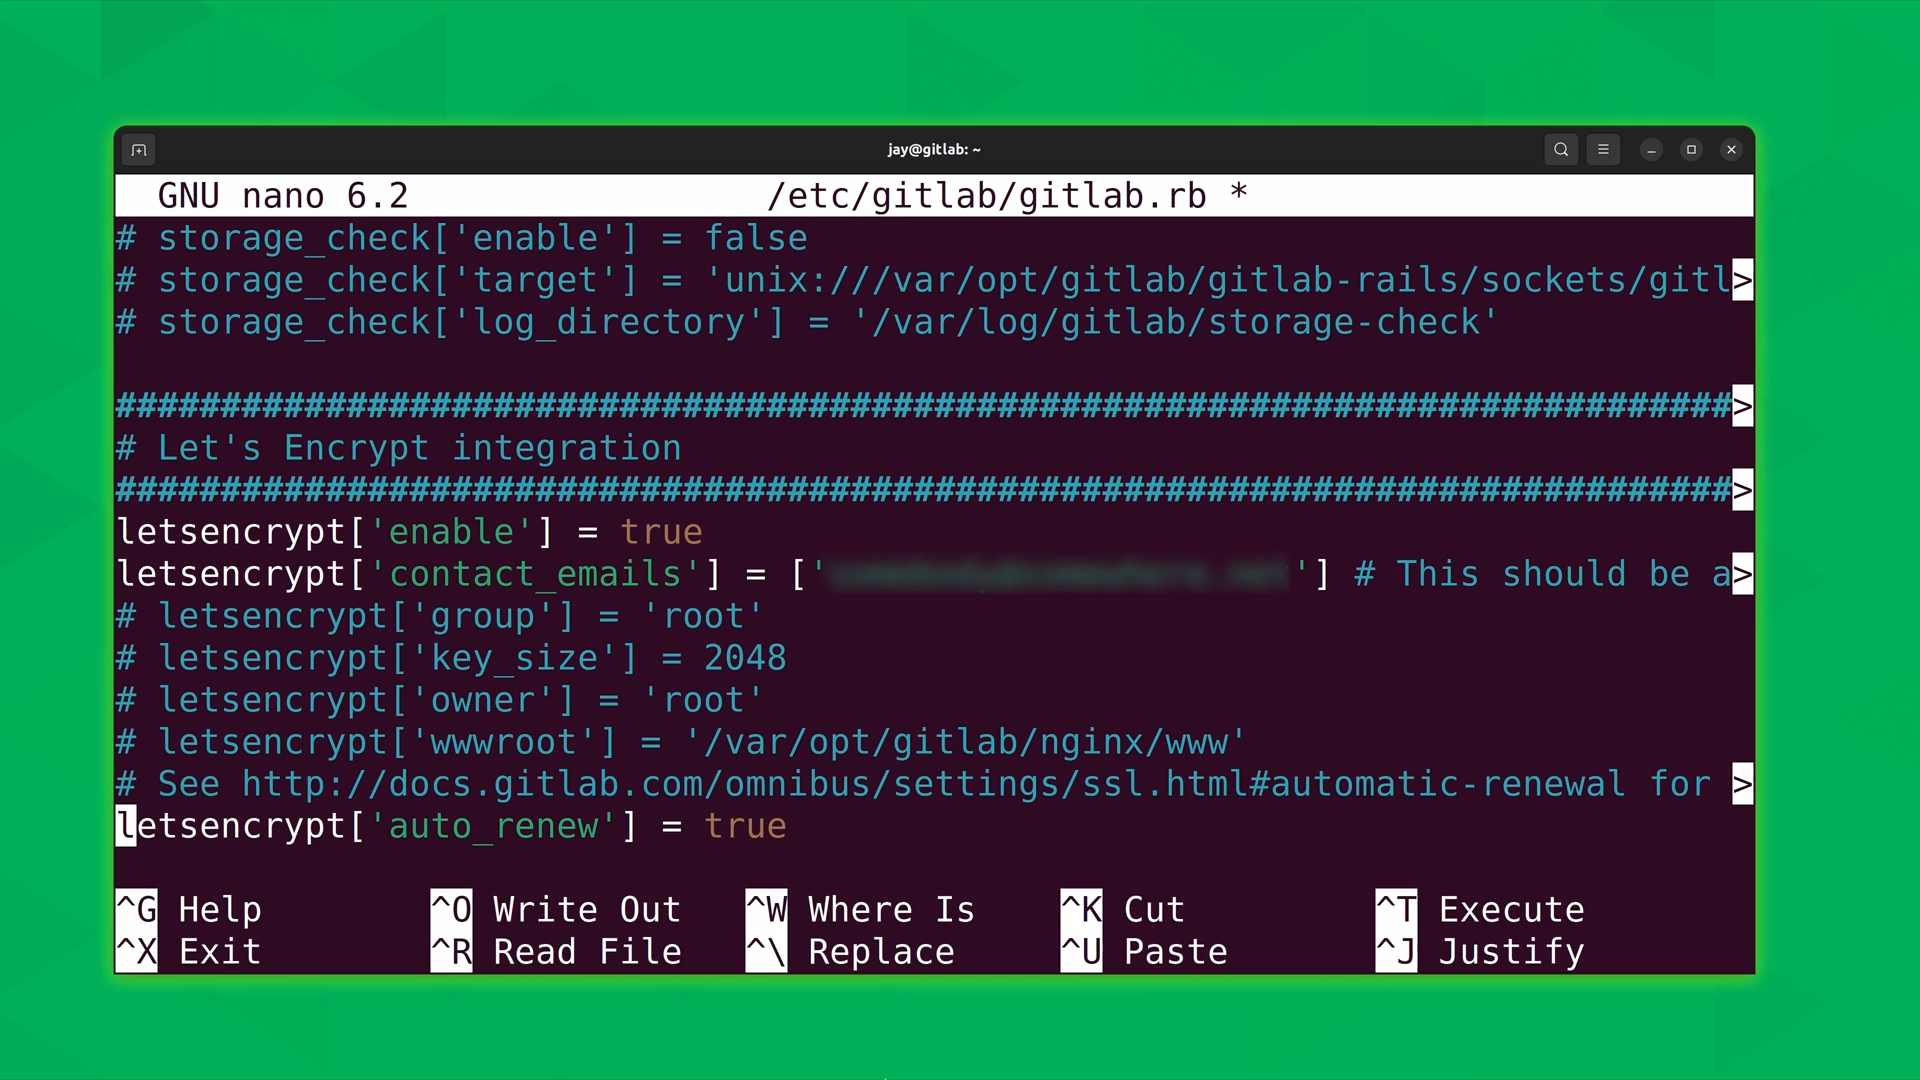 jay@gitlab: ~
GNU nano 6.2 /etc/gitlab/gitlab.rb *
# storage_check['enable'] = false
# storage_check['target'] = 'unix:///var/opt/gitlab/gitlab-rails/sockets/gitl>
# storage_check['log_directory'] = '/var/log/gitlab/storage-check'
#############################################################################>
# Let's Encrypt integration
#############################################################################>
letsencrypt['enable'] = true
letsencrypt['contact_emails'] = [' '] # This should be a>
# letsencrypt['group'] = 'root'
# letsencrypt['key_size'] = 2048
# letsencrypt['owner'] = 'root'
# letsencrypt['wwwroot'] = '/var/opt/gitlab/nginx/www'
# See http://docs.gitlab.com/omnibus/settings/ssl.html#automatic-renewal for >
letsencrypt['auto_renew'] = true
^G Help ^O Write Out ^W Where Is ^K Cut ^T Execute
^X Exit ^R Read File ^\ Replace ^U Paste ^J Justify